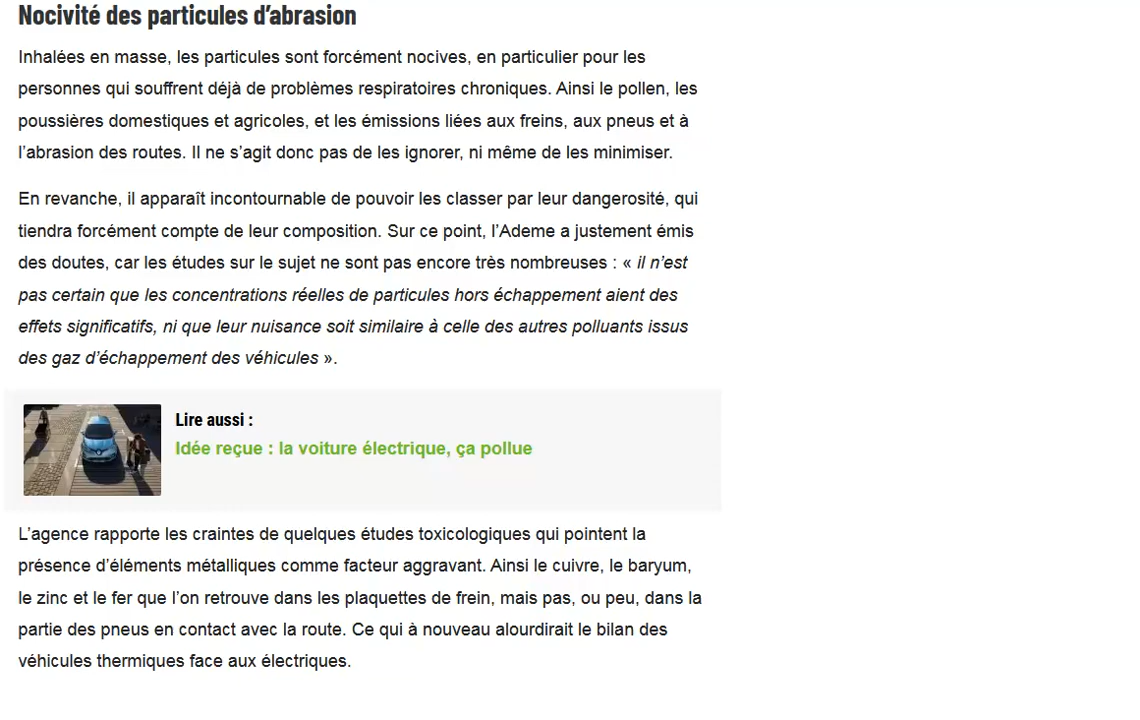 Nocivité des particules d’abrasion
Inhalées en masse, les particules sont forcément nocives, en particulier pour les
personnes qui souffrent déjà de problèmes respiratoires chroniques. Ainsi le pollen, les
poussières domestiques et agricoles, et les émissions liées aux freins, aux pneus et à
l’abrasion des routes. Il ne s’agit donc pas de les ignorer, ni même de les minimiser.
En revanche, il apparaît incontournable de pouvoir les classer par leur dangerosité, qui
tiendra forcément compte de leur composition. Sur ce point, l’Ademe a justement émis
des doutes, car les études sur le sujet ne sont pas encore très nombreuses : « il n’est
pas certain que les concentrations réelles de particules hors échappement aient des
effets significatifs, ni que leur nuisance soit similaire à celle des autres polluants issus
des gaz d’échappement des véhicules ».
Lire aussi :
Idée reçue : la voiture électrique, ça pollue
L’agence rapporte les craintes de quelques études toxicologiques qui pointent la
présence d’éléments métalliques comme facteur aggravant. Ainsi le cuivre, le baryum,
le zinc et le fer que l’on retrouve dans les plaquettes de frein, mais pas, ou peu, dans la
partie des pneus en contact avec la route. Ce qui à nouveau alourdirait le bilan des
véhicules thermiques face aux électriques.